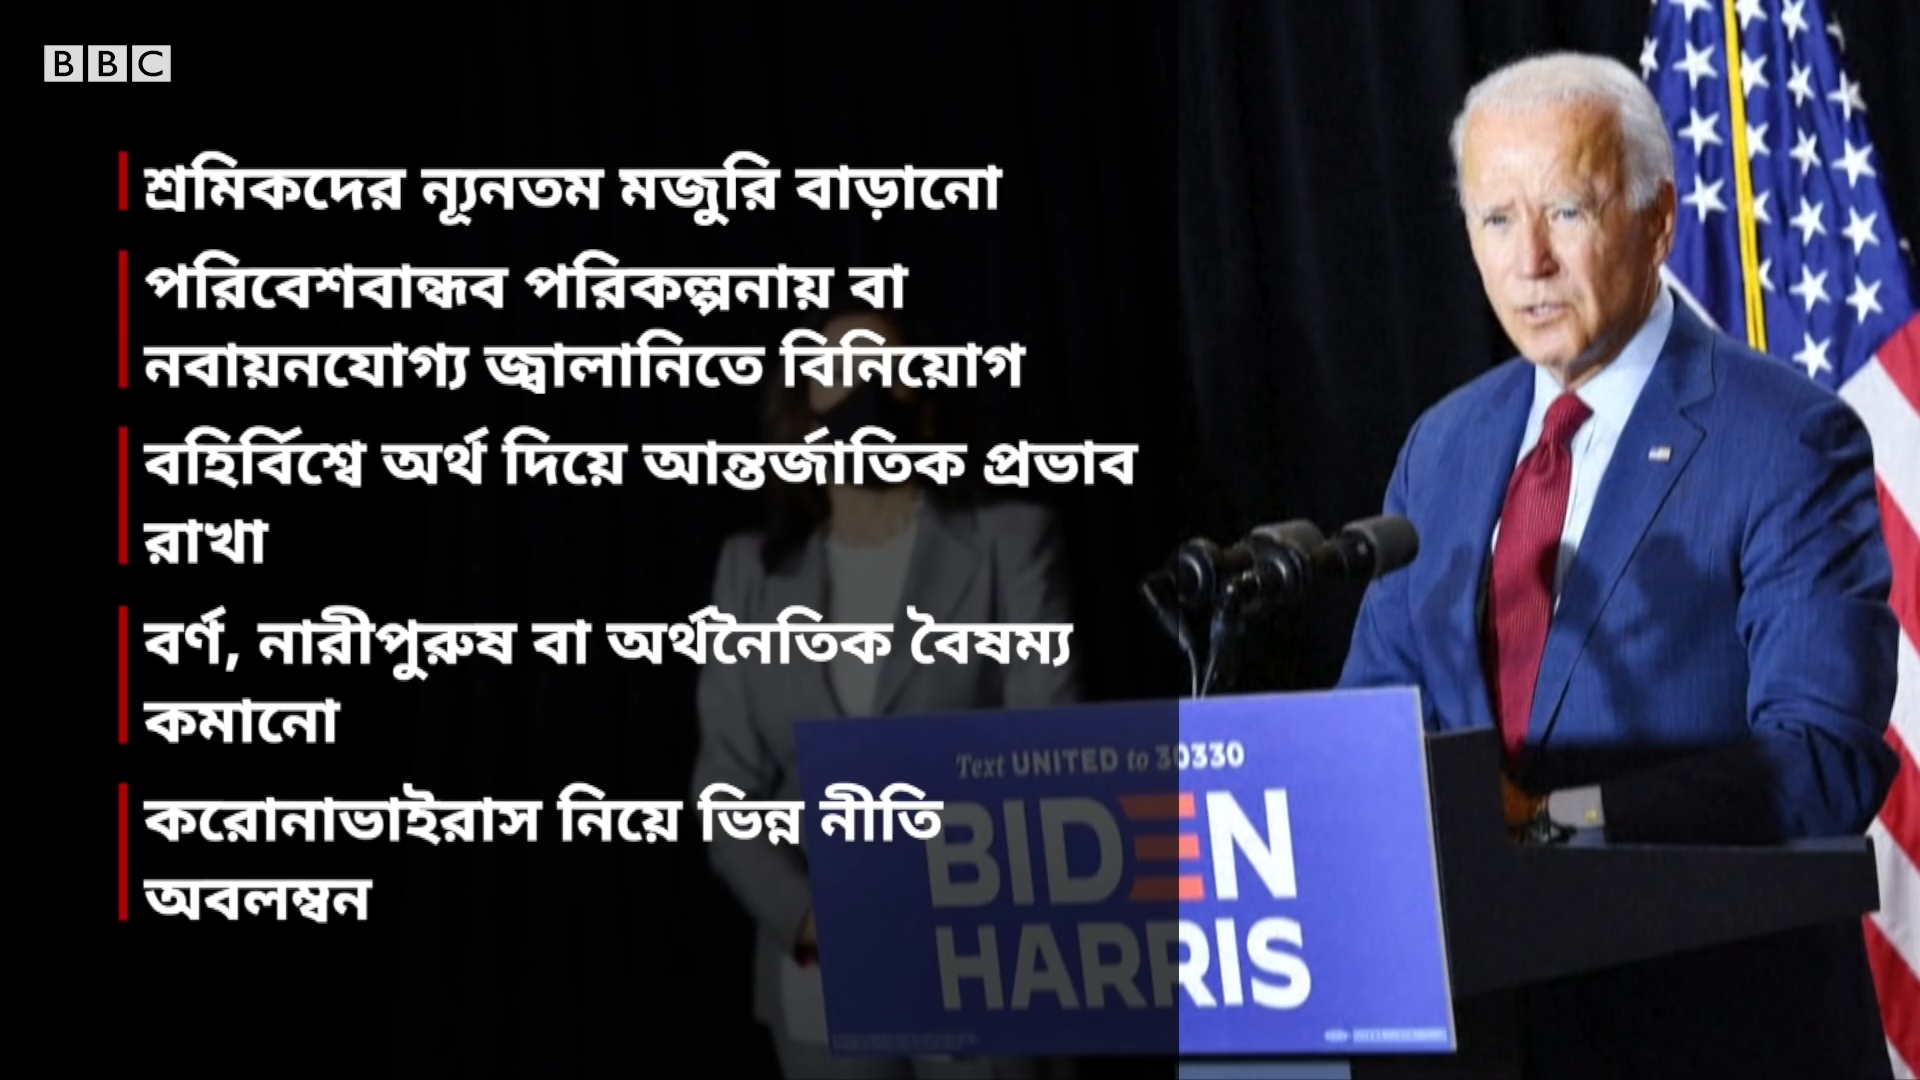 BBC
শ্রমিকদের ন্যূনতম মজুরি বাড়ানো
পরিবেশবান্ধব পরিকল্পনায় বা
নবায়নযোগ্য জ্বালানিতে বিনিয়োগ
বহির্বিশ্বে অর্থ দিয়ে আন্তর্জাতিক প্রভাব
রাখা
বর্ণ, নারীপুরুষ বা অর্থনৈতিক বৈষম্য
কমানো
করোনাভাইরাস নিয়ে ভিন্ন নীতি
অবলম্বন
Text UNITED to 30330
BIDEN
HARRIS